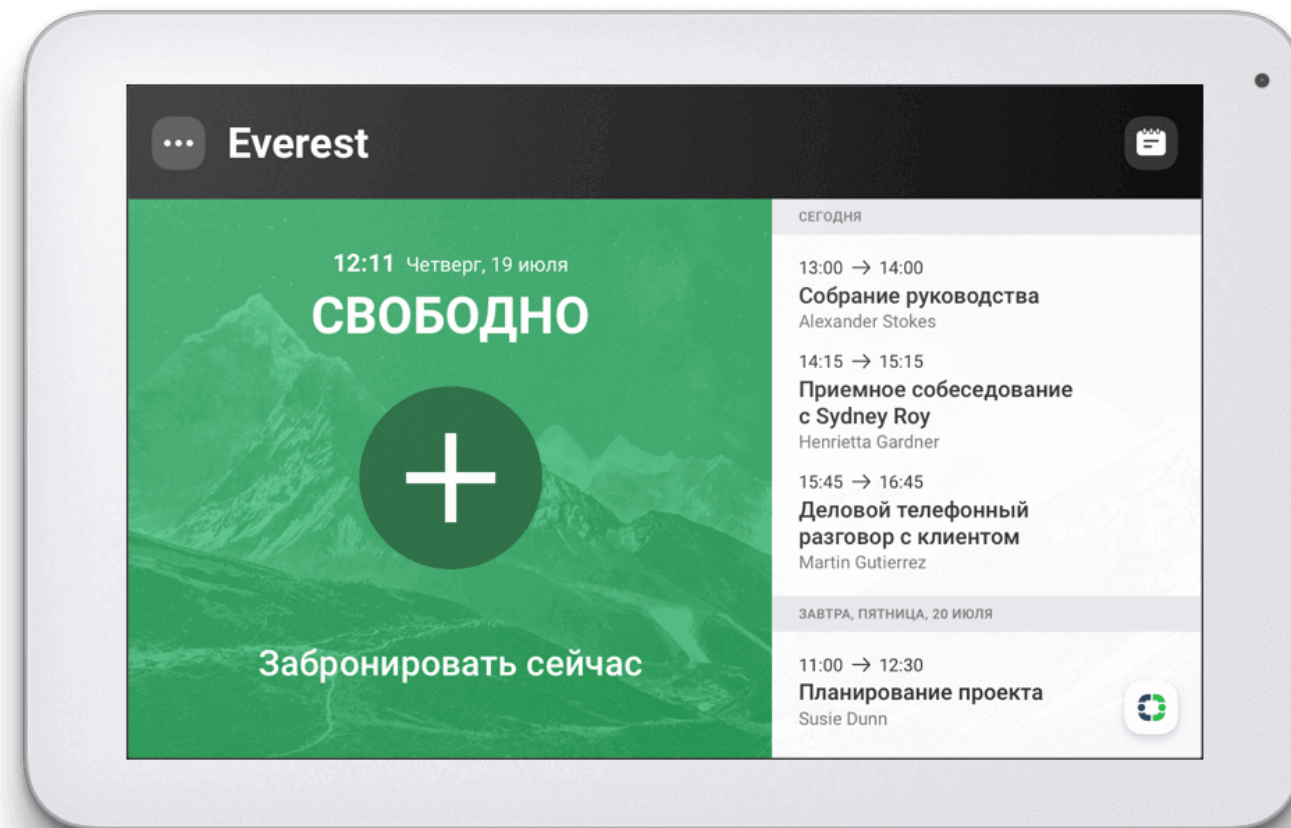 Everest
12:11 Четверг, 19 июля
СВОБОДНО
Забронировать сейчас
СЕГОДНЯ
13:00 → 14:00
Собрание руководства
Alexander Stokes
14:15 → 15:15
Приемное собеседование
с Sydney Roy
Henrietta Gardner
15:45 → 16:45
Деловой телефонный
разговор с клиентом
Martin Gutierrez
ЗАВТРА, ПЯТНИЦА, 20 ИЮЛЯ
11:00 → 12:30
Планирование проекта
Susie Dunn